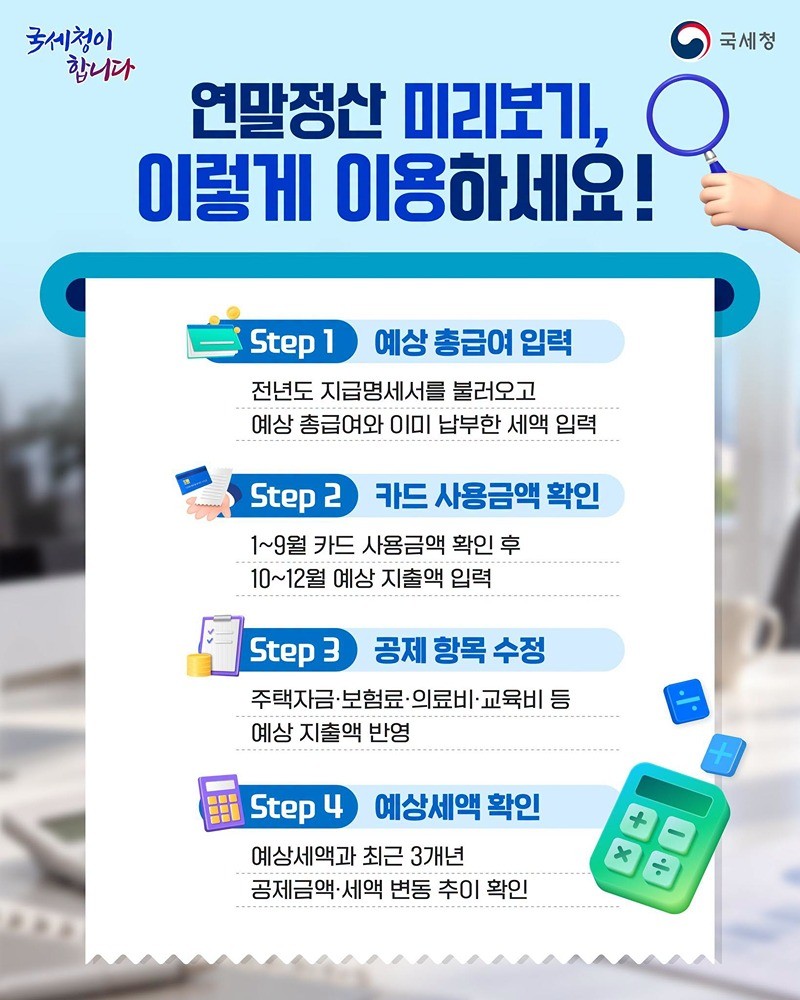 국세청이
합니다
국세청
연말정산 미리보기,
이렇게 이용하세요!
Step 1 예상 총급여 입력
전년도 지급명세서를 불러오고
예상 총급여와 이미 납부한 세액 입력
Step 2 카드 사용금액 확인
1~9월 카드 사용금액 확인 후
10~12월 예상 지출액 입력
Step 3 공제 항목 수정
주택자금·보험료·의료비·교육비 등
예상 지출액 반영
Step 4 예상세액 확인
예상세액과 최근 3개년
공제금액·세액 변동 추이 확인